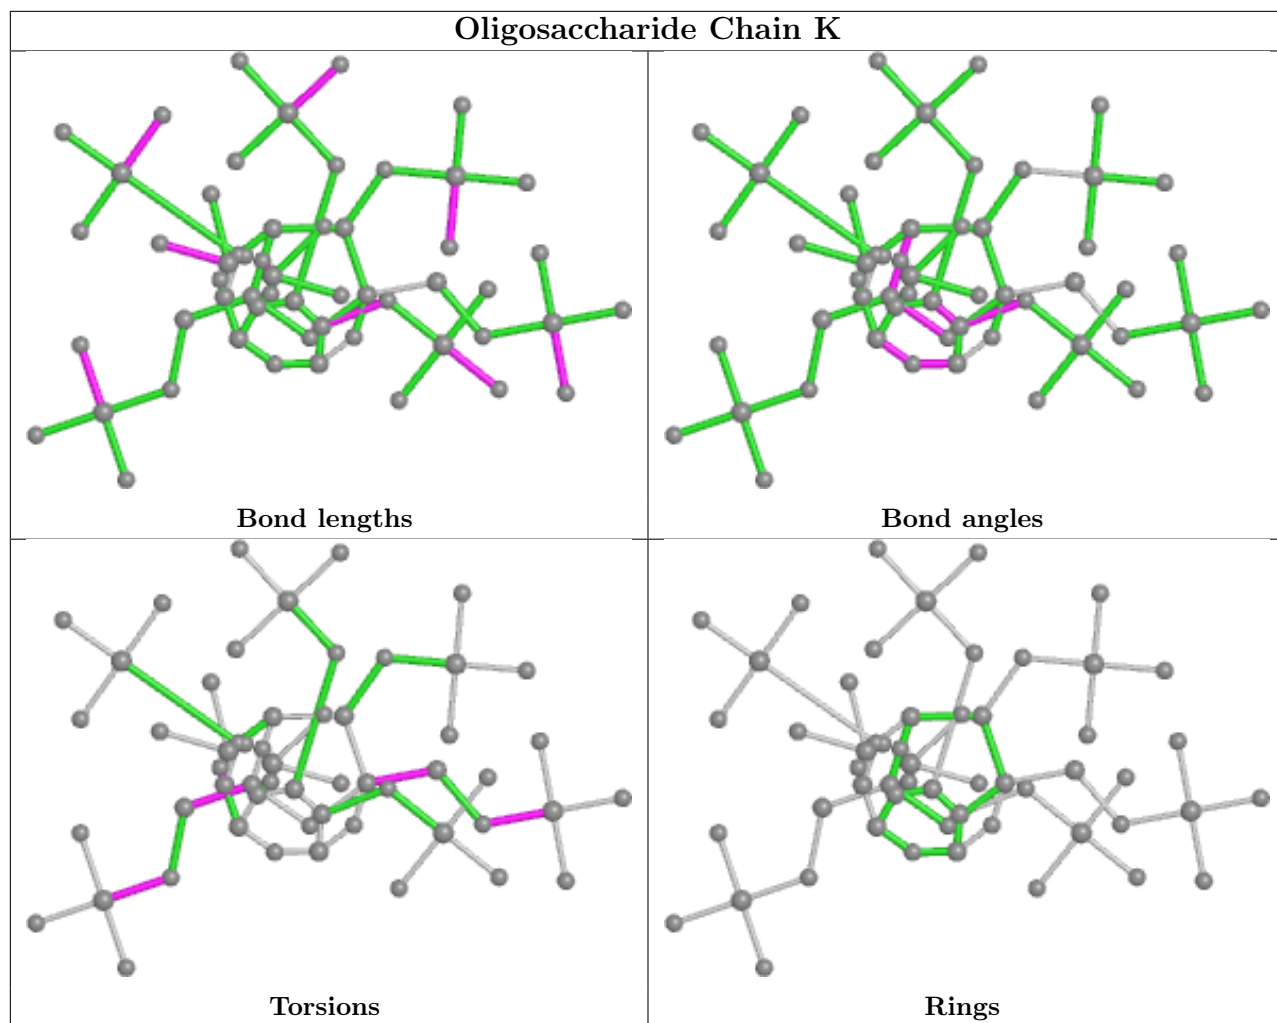 Oligosaccharide Chain K
Bond lengths
Bond angles
Torsions
Rings